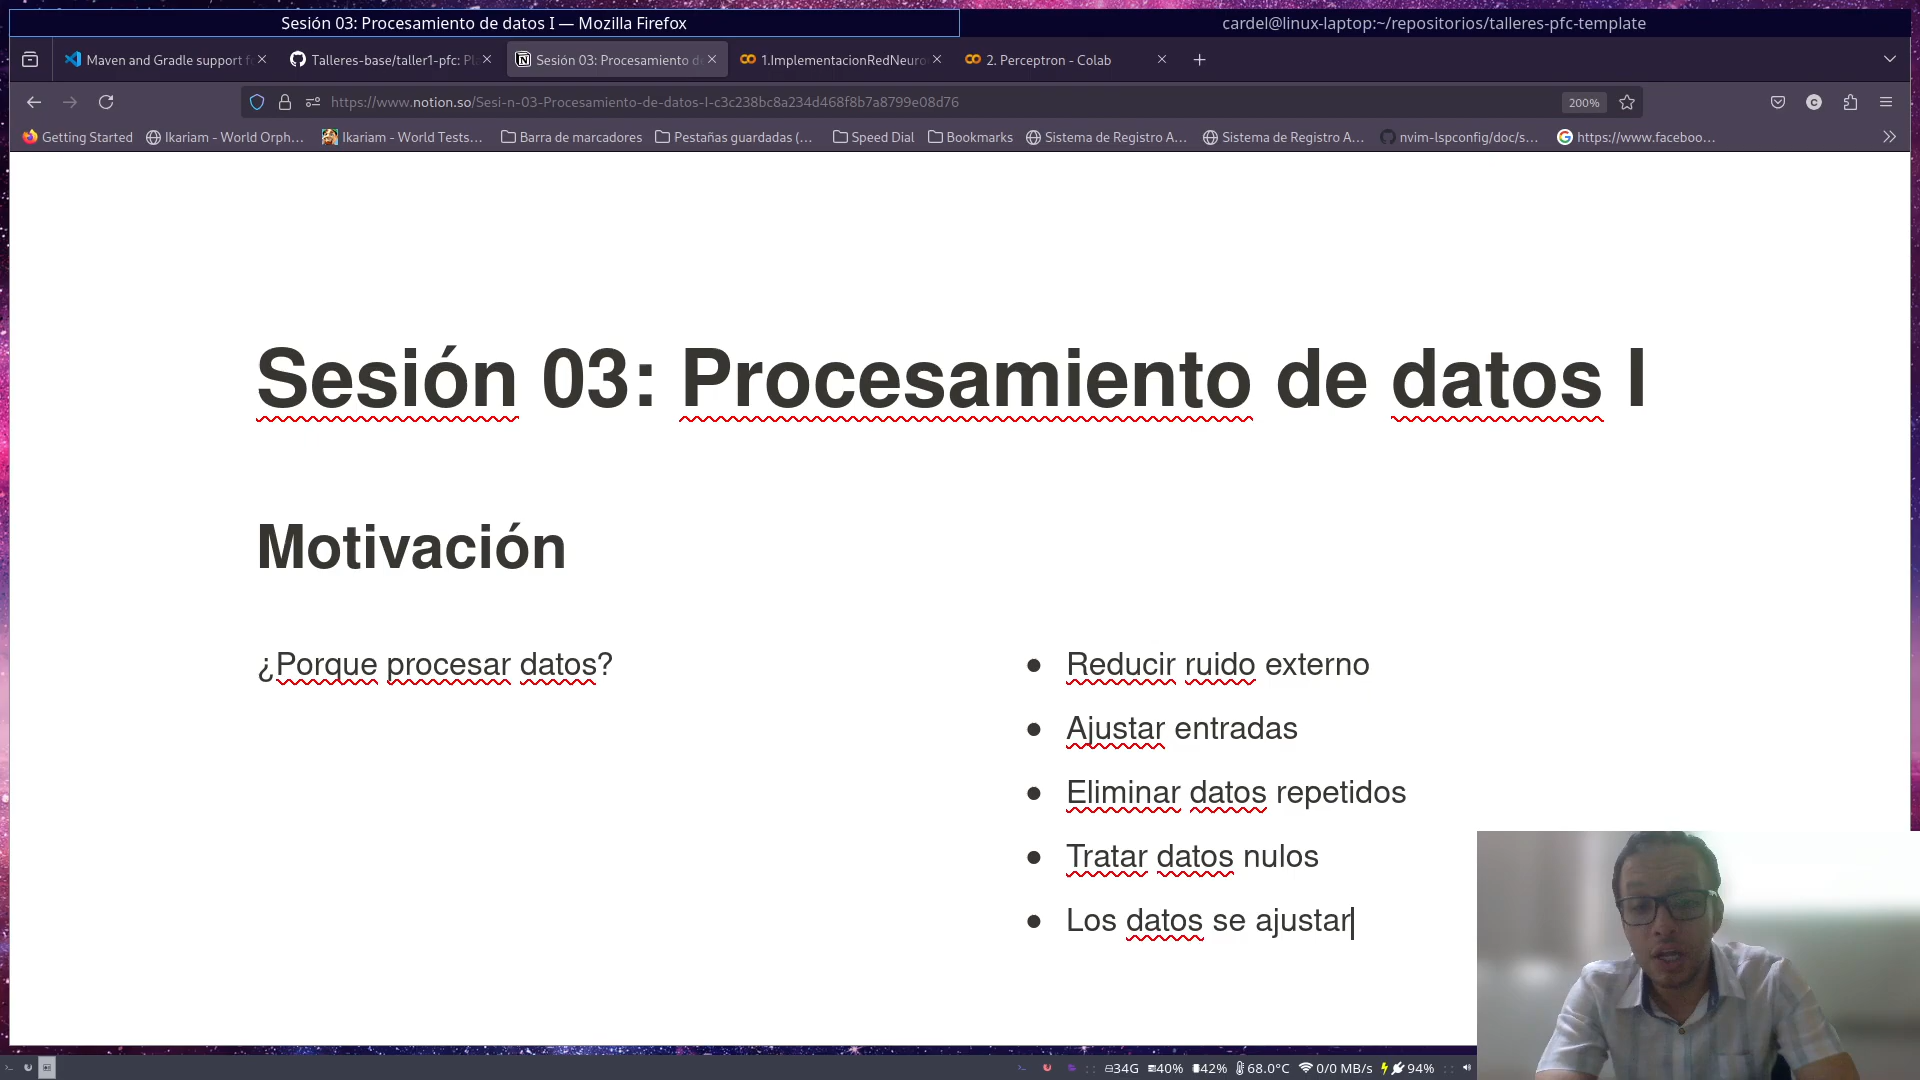 Sesión 03: Procesamiento de datos I — Mozilla Firefox
cardel@linux-laptop:~/repositorios/talleres-pfc-template
Maven and Gradle support f
Talleres-base/taller1-pfc: Pl
Sesión 03: Procesamiento d
1.ImplementacionRedNeuro
2. Perceptron - Colab
https://www.notion.so/Sesi-n-03-Procesamiento-de-datos-I-c3c238bc8a234d468f8b7a8799e08d76
200%
Getting Started
Ikariam - World Orph...
Ikariam - World Tests...
Barra de marcadores
Pestañas guardadas (...
Speed Dial
Bookmarks
Sistema de Registro A...
Sistema de Registro A...
nvim-lspconfig/doc/s...
https://www.faceboo...
Sesión 03: Procesamiento de datos I
Motivación
¿Porque procesar datos?
Reducir ruido externo
Ajustar entradas
Eliminar datos repetidos
Tratar datos nulos
Los datos se ajustar
34G 40% 42% 68.0°C 0/0 MB/s 94%